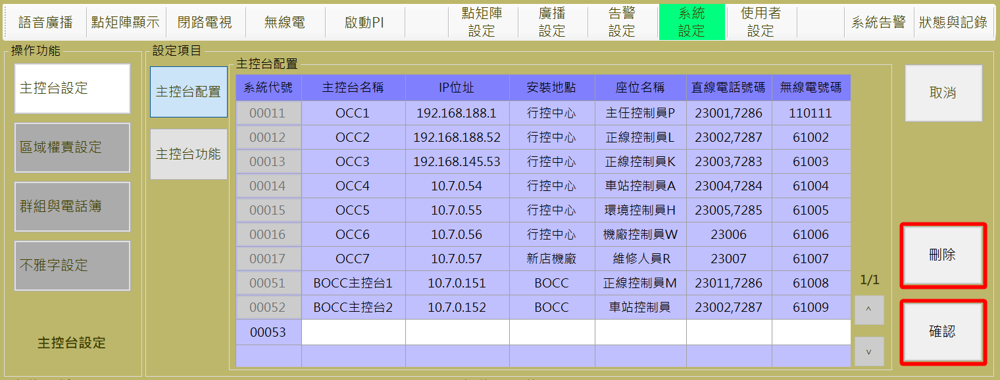 語音廣播 點矩陣顯示 閉路電視 無線電 啟動PI 點矩陣設定 廣播設定 告警設定 系統設定 使用者設定 系統告警 狀態與記錄
操作功能
主控台設定
區域權責設定
群組與電話簿
不雅字設定
主控台設定
設定項目
主控台配置
主控台功能
主控台配置
系統代號 主控台名稱 IP位址 安裝地點 座位名稱 直線電話號碼 無線電號碼
00011 OCC1 192.168.188.1 行控中心 主任控制員P 23001,7286 110111
00012 OCC2 192.168.188.52 行控中心 正線控制員L 23002,7287 61002
00013 OCC3 192.168.145.53 行控中心 正線控制員K 23003,7283 61003
00014 OCC4 10.7.0.54 行控中心 車站控制員A 23004,7284 61004
00015 OCC5 10.7.0.55 行控中心 環境控制員H 23005,7285 61005
00016 OCC6 10.7.0.56 行控中心 機廠控制員W 23006 61006
00017 OCC7 10.7.0.57 新店機廠 維修人員R 23007 61007
00051 BOCC主控台1 10.7.0.151 BOCC 正線控制員M 23011,7286 61008
00052 BOCC主控台2 10.7.0.152 BOCC 車站控制員 23002,7287 61009
00053
1/1
^
v
取消
刪除
確認